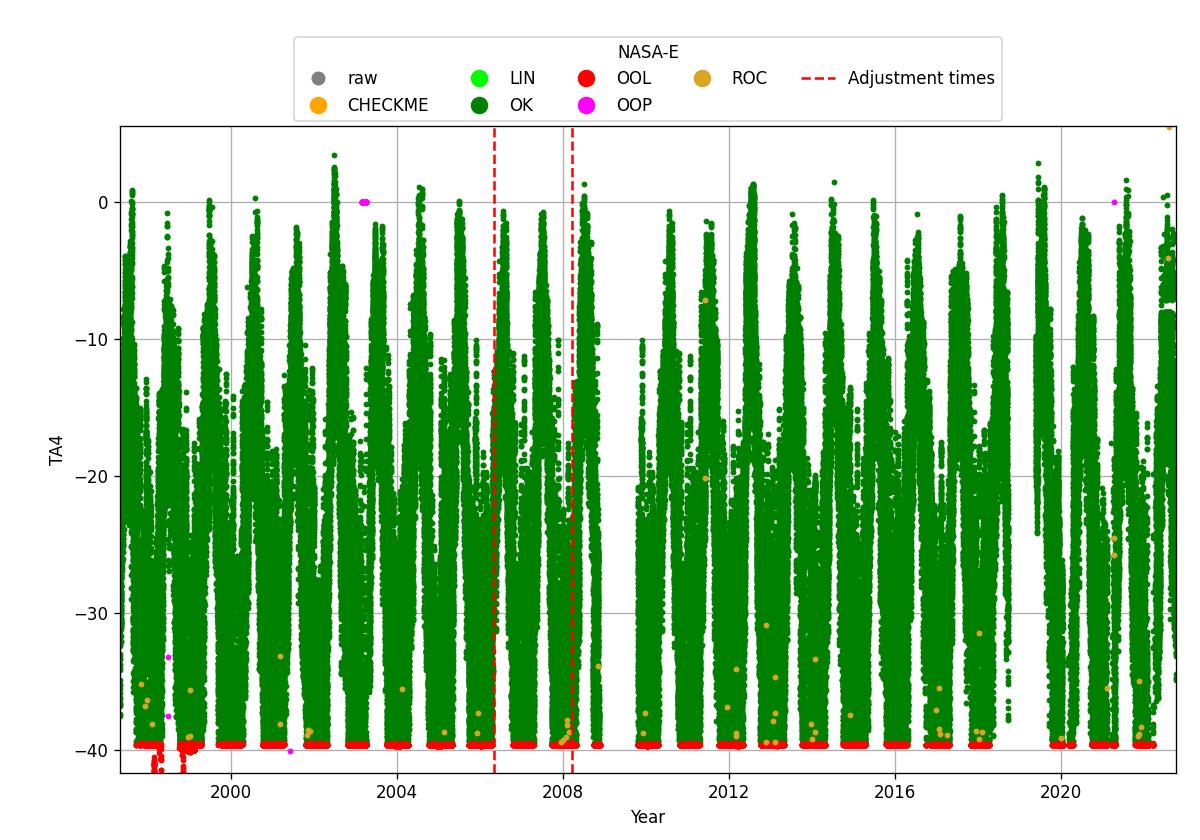 NASA-E
raw LIN OOL ROC Adjustment times
CHECKME OK OOP
0
−10
−20
−30
−40
TA4
2000 2004 2008 2012 2016 2020
Year